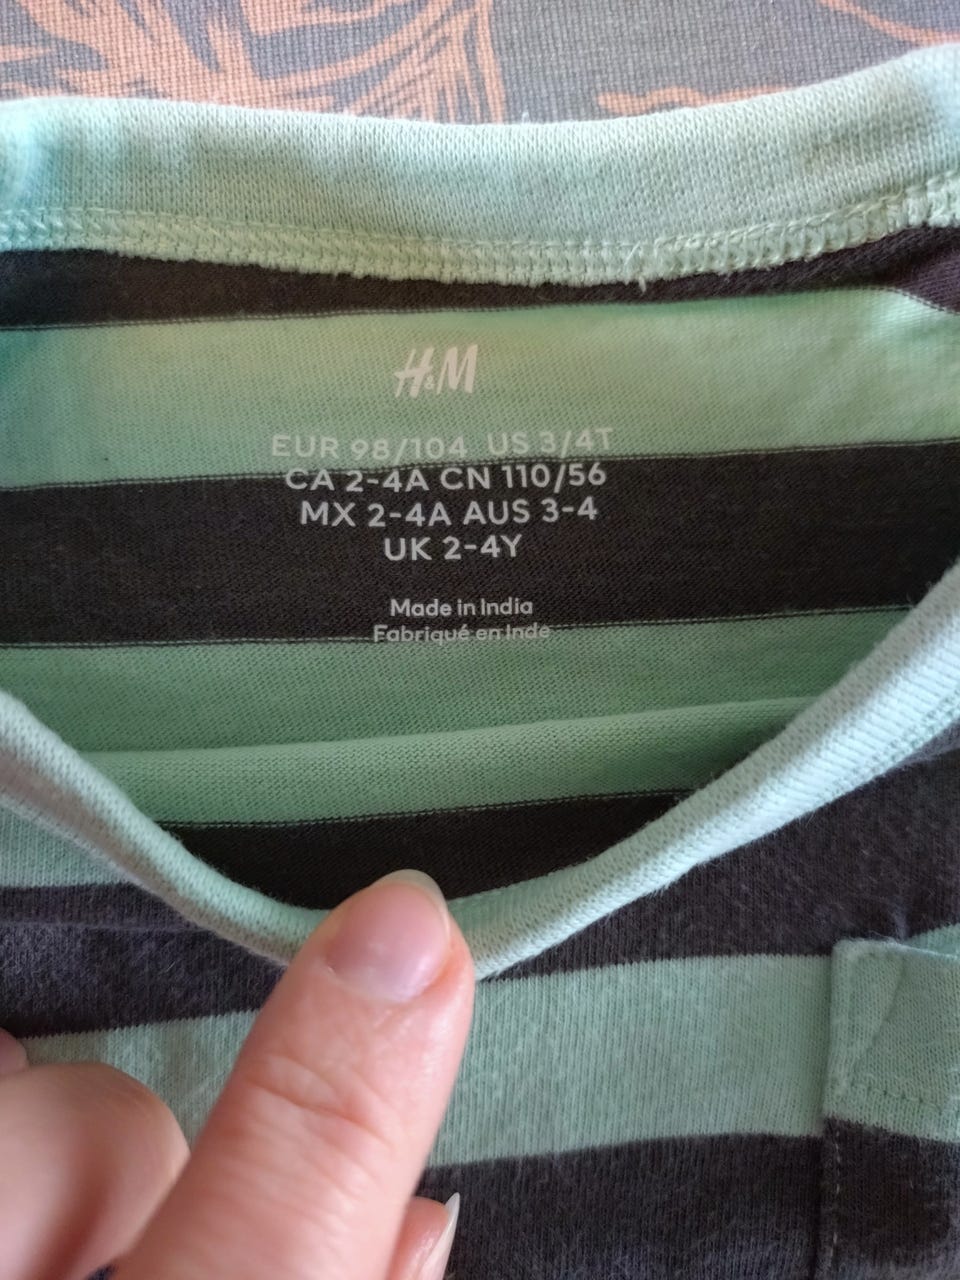 H&M
EUR 98/104 US 3/4T
CA 2-4A CN 110/56
MX 2-4A AUS 3-4
UK 2-4Y
Made in India
Fabriqué en Inde